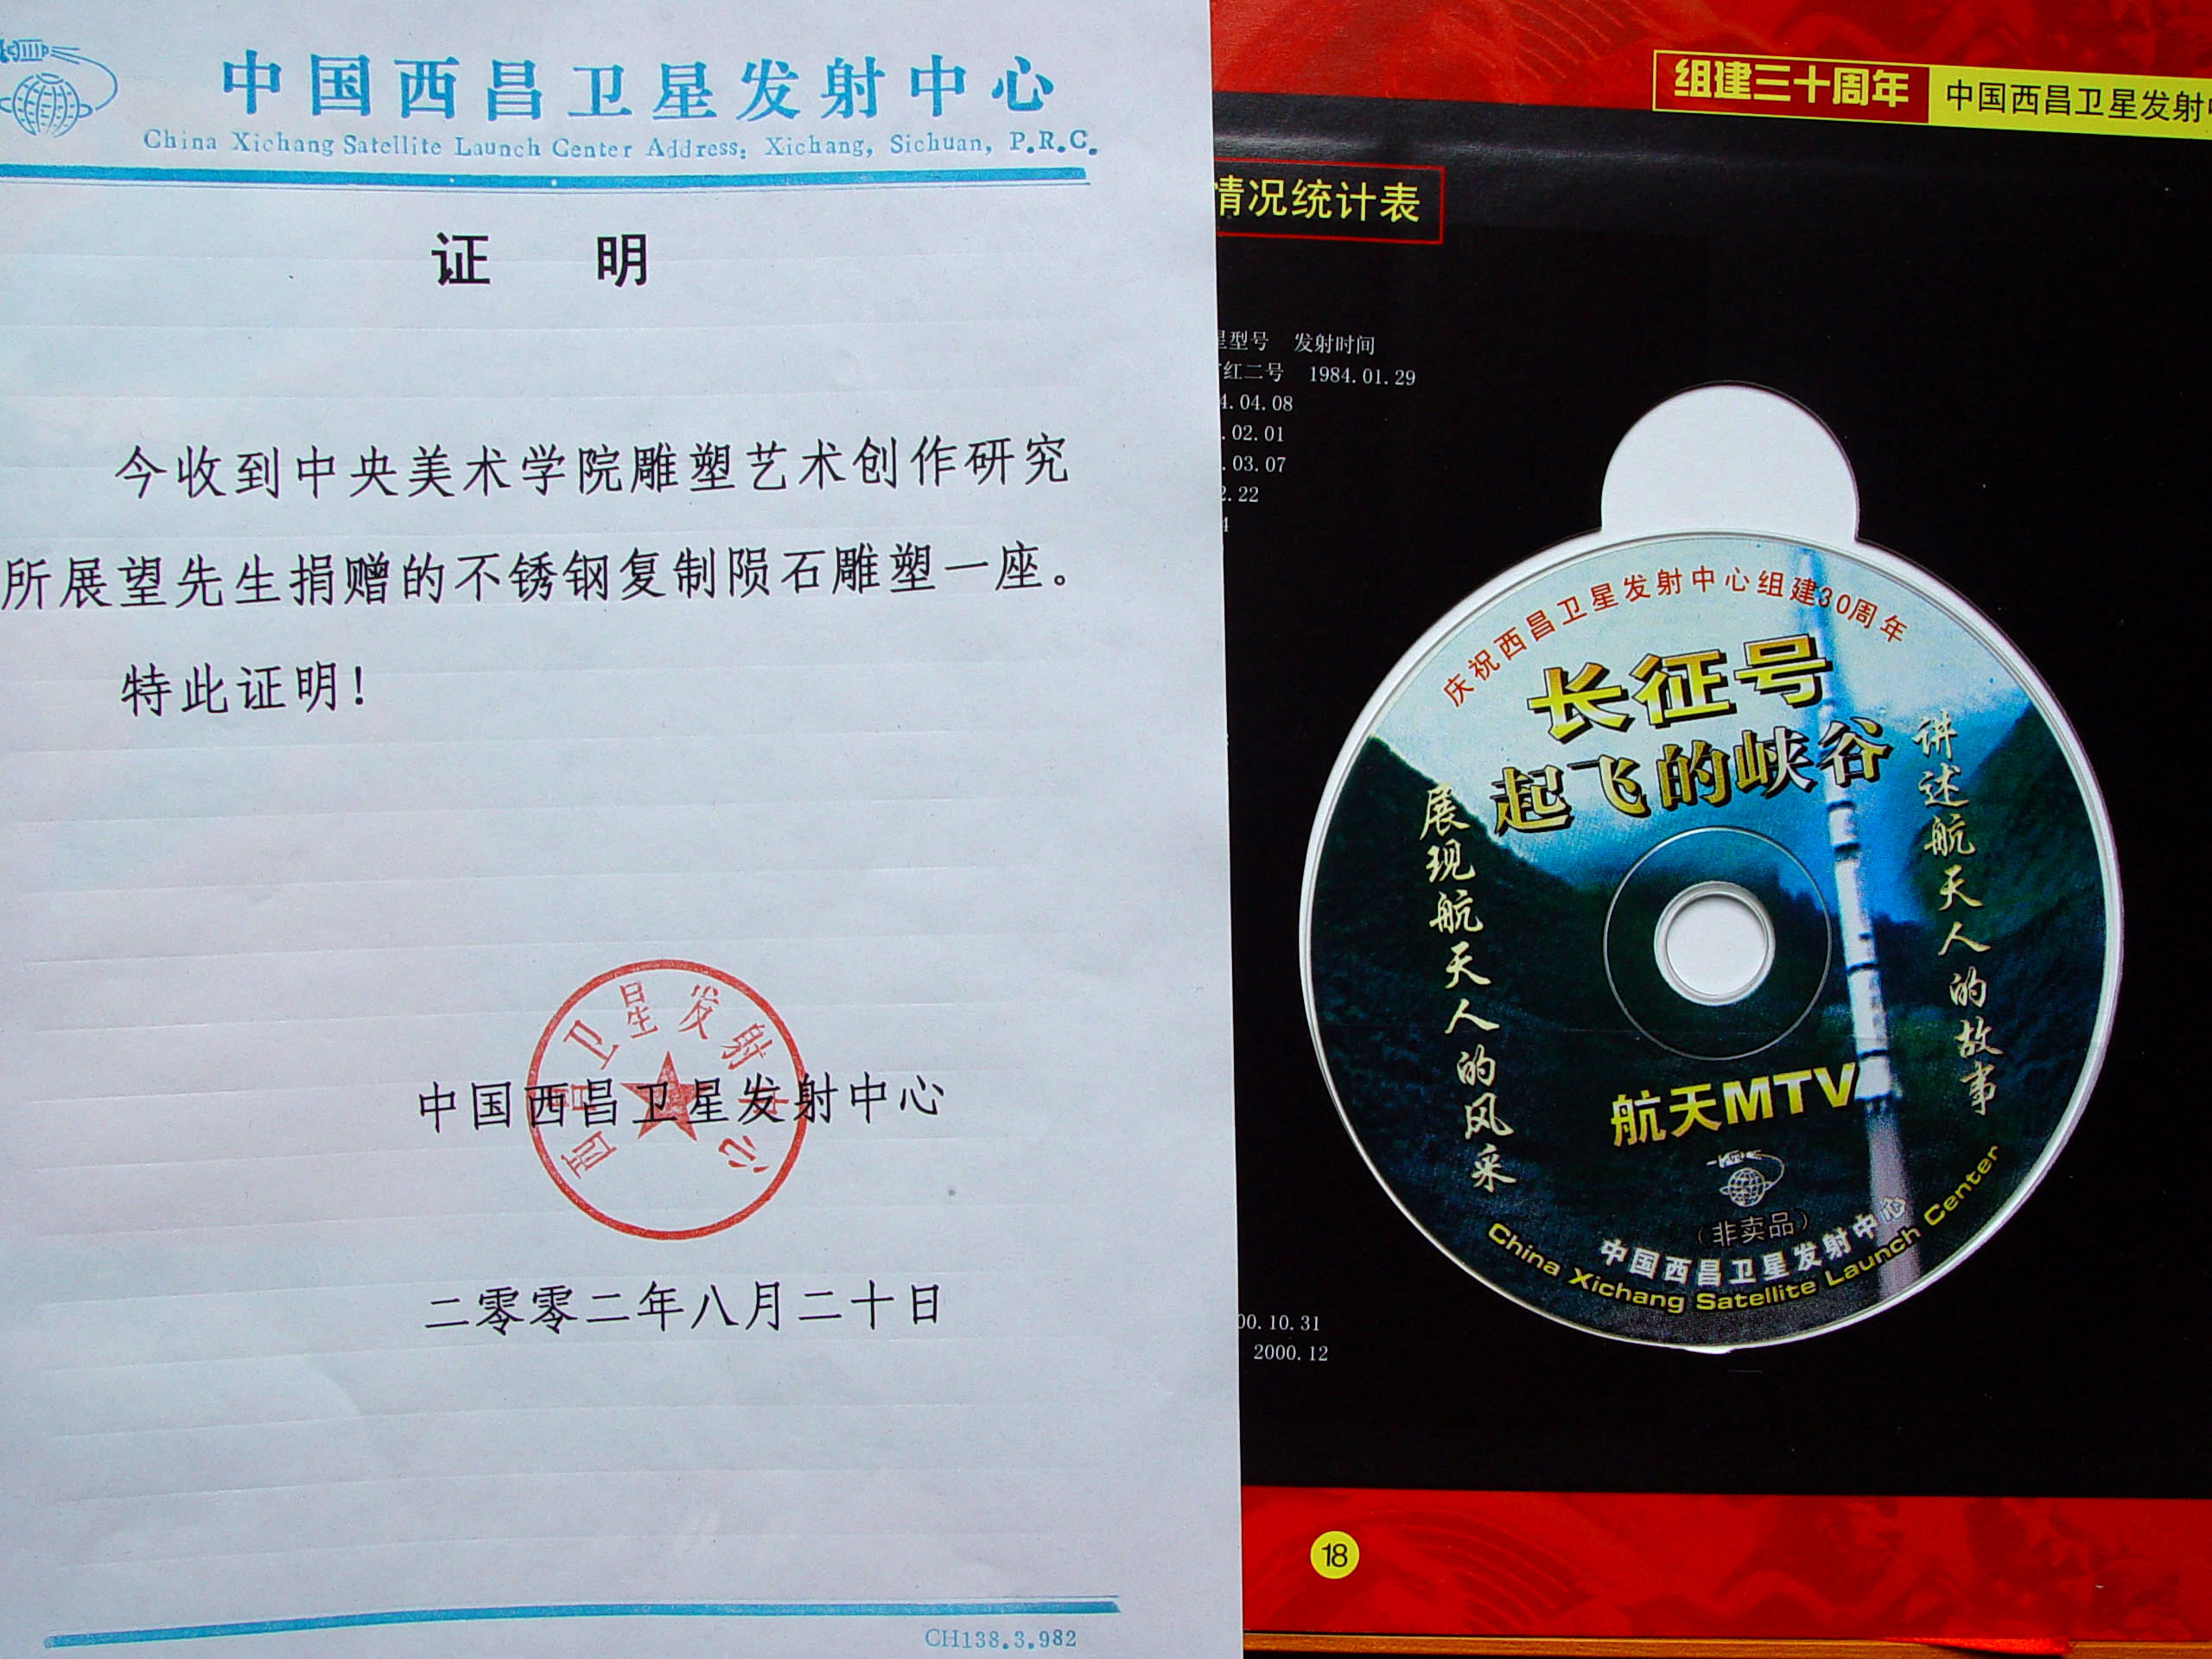 中国西昌卫星发射中心
China Xichang Satellite Launch Center Address: Xichang, Sichuan, P.R.C.
证 明
今收到中央美术学院雕塑艺术创作研究
所展望先生捐赠的不锈钢复制陨石雕塑一座。
特此证明!
西昌卫星发射中心
中国西昌卫星发射中心
二零零二年八月二十日
CH138.3.982
组建三十周年
中国西昌卫星发射
情况统计表
型号 发射时间
红二号 1984.01.29
4.04.08
.02.01
.03.07
2.22
4
00.10.31
2000.12
庆祝西昌卫星发射中心组建30周年
长征号
起飞的峡谷
讲述航天人的故事
展现航天人的风采
航天MTV
(非卖品)
中国西昌卫星发射中心
China Xichang Satellite Launch Center
18